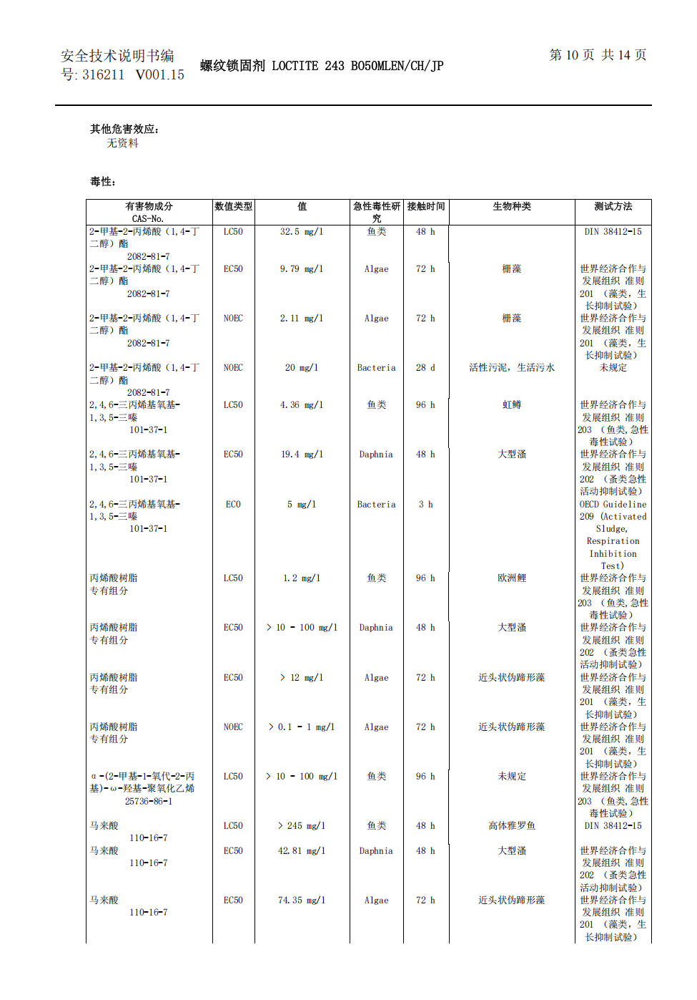 安全技术说明书编
号: 316211 V001.15
螺纹锁固剂 LOCTITE 243 BO50MLEN/CH/JP
第 10 页 共 14 页
其他危害效应:
无资料
毒性:
有害物成分 数值类型 值 急性毒性研 接触时间 生物种类 测试方法
CAS-No. 究
2-甲基-2-丙烯酸（1,4-丁 LC50 32.5 mg/l 鱼类 48 h DIN 38412-15
二醇）酯
2082-81-7
2-甲基-2-丙烯酸（1,4-丁 EC50 9.79 mg/l Algae 72 h 栅藻 世界经济合作与
二醇）酯 发展组织 准则
2082-81-7 201 （藻类, 生
长抑制试验）
2-甲基-2-丙烯酸（1,4-丁 NOEC 2.11 mg/l Algae 72 h 栅藻 世界经济合作与
二醇）酯 发展组织 准则
2082-81-7 201 （藻类, 生
长抑制试验）
2-甲基-2-丙烯酸（1,4-丁 NOEC 20 mg/l Bacteria 28 d 活性污泥, 生活污水 未规定
二醇）酯
2082-81-7
2,4,6-三丙烯基氧基- LC50 4.36 mg/l 鱼类 96 h 虹鳟 世界经济合作与
1,3,5-三嗪 发展组织 准则
101-37-1 203 （鱼类,急性
毒性试验）
2,4,6-三丙烯基氧基- EC50 19.4 mg/l Daphnia 48 h 大型溞 世界经济合作与
1,3,5-三嗪 发展组织 准则
101-37-1 202 （蚤类急性
活动抑制试验）
2,4,6-三丙烯基氧基- EC0 5 mg/l Bacteria 3 h OECD Guideline
1,3,5-三嗪 209 (Activated
101-37-1 Sludge,
Respiration
Inhibition
Test)
丙烯酸树脂 LC50 1.2 mg/l 鱼类 96 h 欧洲鲤 世界经济合作与
专有组分 发展组织 准则
203 （鱼类,急性
毒性试验）
丙烯酸树脂 EC50 > 10 - 100 mg/l Daphnia 48 h 大型溞 世界经济合作与
专有组分 发展组织 准则
202 （蚤类急性
活动抑制试验）
丙烯酸树脂 EC50 > 12 mg/l Algae 72 h 近头状伪蹄形藻 世界经济合作与
专有组分 发展组织 准则
201 （藻类, 生
长抑制试验）
丙烯酸树脂 NOEC > 0.1 - 1 mg/l Algae 72 h 近头状伪蹄形藻 世界经济合作与
专有组分 发展组织 准则
201 （藻类, 生
长抑制试验）
α-(2-甲基-1-氧代-2-丙 LC50 > 10 - 100 mg/l 鱼类 96 h 未规定 世界经济合作与
基)-ω-羟基-聚氧化乙烯 发展组织 准则
25736-86-1 203 （鱼类,急性
毒性试验）
马来酸 LC50 > 245 mg/l 鱼类 48 h 高体雅罗鱼 DIN 38412-15
110-16-7
马来酸 EC50 42.81 mg/l Daphnia 48 h 大型溞 世界经济合作与
110-16-7 发展组织 准则
202 （蚤类急性
活动抑制试验）
马来酸 EC50 74.35 mg/l Algae 72 h 近头状伪蹄形藻 世界经济合作与
110-16-7 发展组织 准则
201 （藻类, 生
长抑制试验）